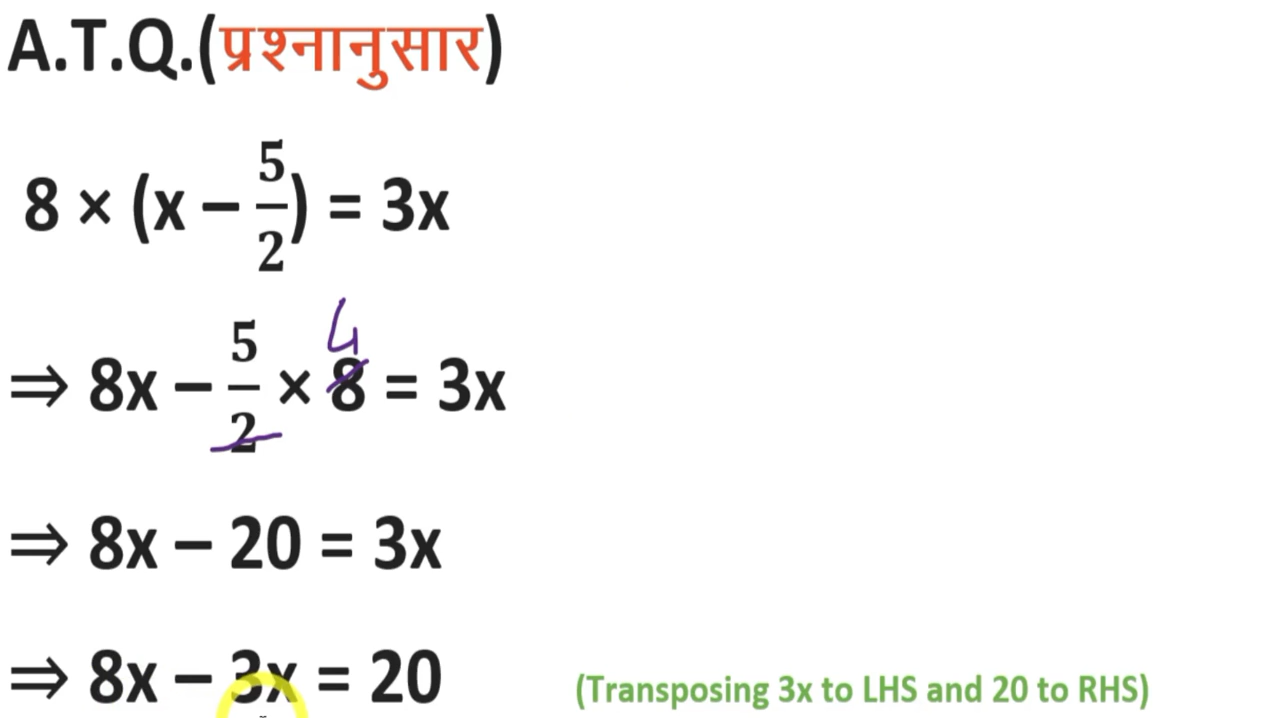 A.T.Q.(प्रश्नानुसार)
8 × (x – 5/2) = 3x
4
⇒ 8x – 5/2 × 8 = 3x
⇒ 8x – 20 = 3x
⇒ 8x – 3x = 20 (Transposing 3x to LHS and 20 to RHS)